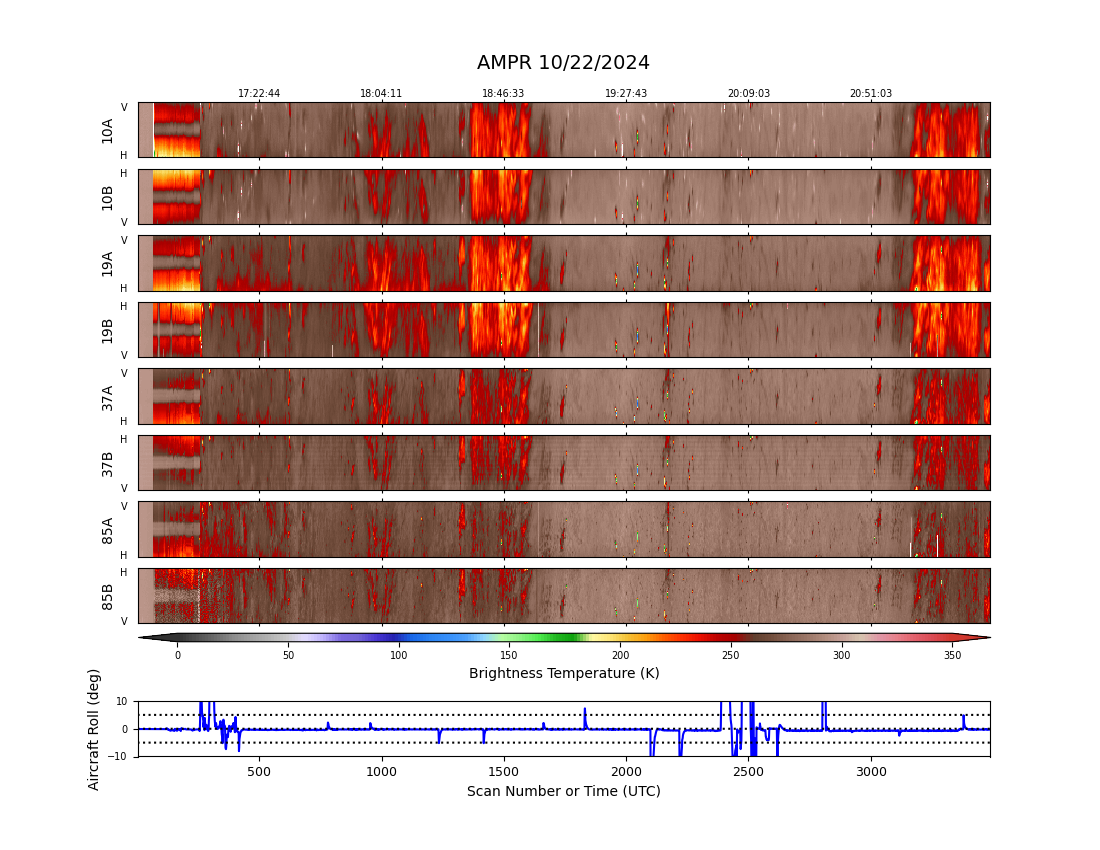 AMPR 10/22/2024
17:22:44 18:04:11 18:46:33 19:27:43 20:09:03 20:51:03
V
10A
H
H
10B
V
V
19A
H
H
19B
V
V
37A
H
H
37B
V
V
85A
H
H
85B
V
0 50 100 150 200 250 300 350
Brightness Temperature (K)
Aircraft Roll (deg)
10
0
−10
500 1000 1500 2000 2500 3000
Scan Number or Time (UTC)